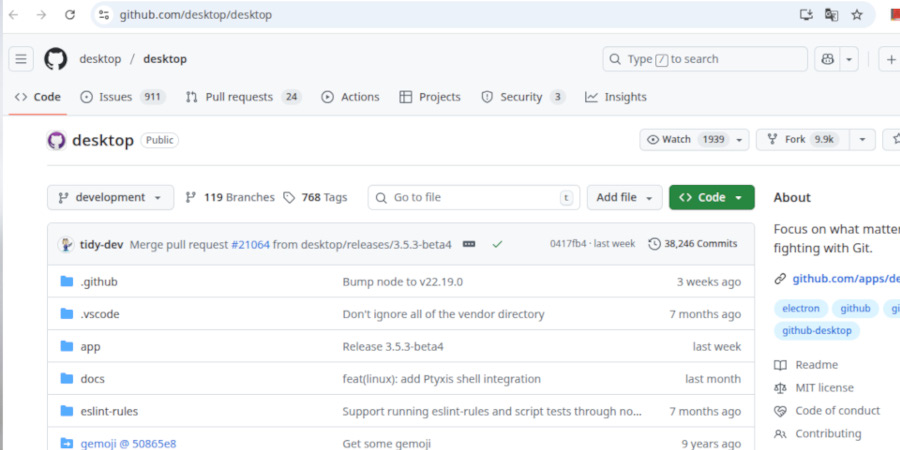 github.com/desktop/desktop
desktop / desktop
Type / to search
Code
Issues 911
Pull requests 24
Actions
Projects
Security 3
Insights
desktop Public
Watch 1939
Fork 9.9k
development
119 Branches
768 Tags
Go to file
t
Add file
Code
tidy-dev Merge pull request #21064 from desktop/releases/3.5.3-beta4
0417fb4 · last week
38,246 Commits
.github Bump node to v22.19.0 3 weeks ago
.vscode Don't ignore all of the vendor directory 7 months ago
app Release 3.5.3-beta4 last week
docs feat(linux): add Ptyxis shell integration last month
eslint-rules Support running eslint-rules and script tests through no... 7 months ago
gemoji @ 50865e8 Get some gemoji 9 years ago
About
Focus on what matter
fighting with Git.
github.com/apps/de
electron github gi
github-desktop
Readme
MIT license
Code of conduct
Contributing